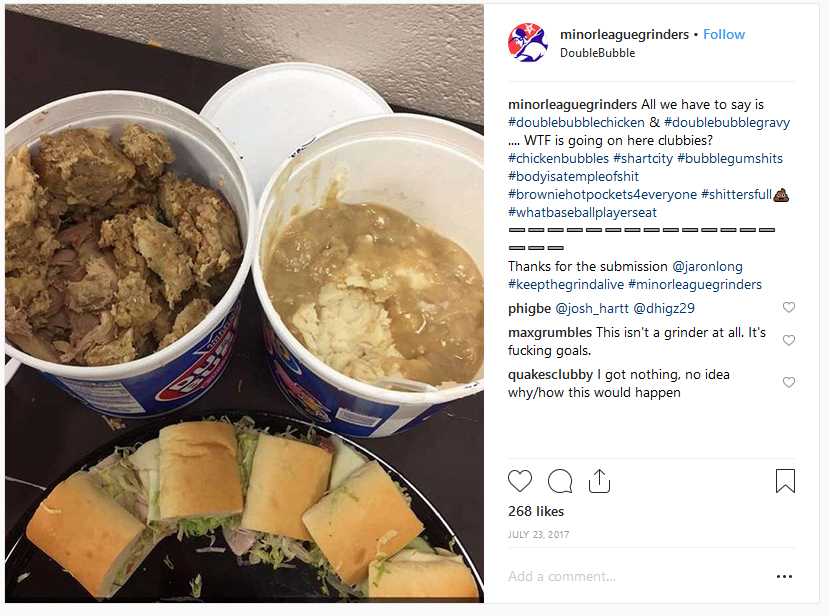 minorleaguegrinders • Follow
DoubleBubble
minorleaguegrinders All we have to say is
#doublebubblechicken & #doublebubblegravy
.... WTF is going on here clubbies?
#chickenbubbles #shartcity #bubblegumshits
#bodyisatempleofshit
#browniehotpockets4everyone #shittersfull💩
#whatbaseballplayerseat
Thanks for the submission @jaronlong
#keepthegrindalive #minorleaguegrinders
phigbe @josh_hartt @dhigz29
maxgrumbles This isn't a grinder at all. It's
fucking goals.
quakesclubby I got nothing, no idea
why/how this would happen
268 likes
JULY 23, 2017
Add a comment...